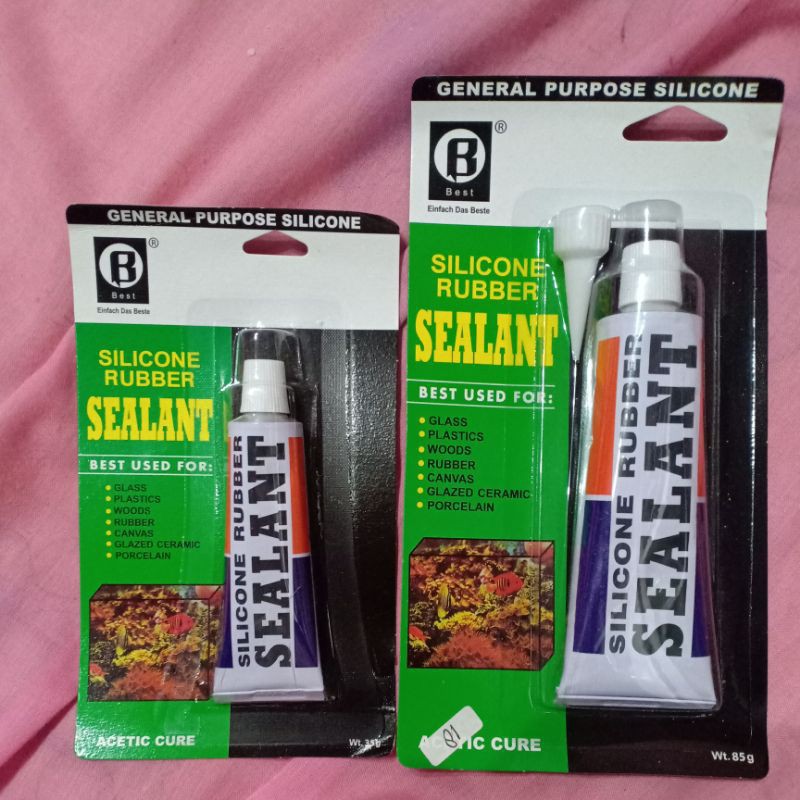 GENERAL PURPOSE SILICONE
B
®
Best
Einfach Das Beste
SILICONE
RUBBER
SEALANT
BEST USED FOR:
• GLASS
• PLASTICS
• WOODS
• RUBBER
• CANVAS
• GLAZED CERAMIC
• PORCELAIN
SILICONE RUBBER
SEALANT
ACETIC CURE
Wt. 35g
GENERAL PURPOSE SILICONE
B
®
Best
Einfach Das Beste
SILICONE
RUBBER
SEALANT
BEST USED FOR:
• GLASS
• PLASTICS
• WOODS
• RUBBER
• CANVAS
• GLAZED CERAMIC
• PORCELAIN
SILICONE RUBBER
SEALANT
CURE
Wt. 85g